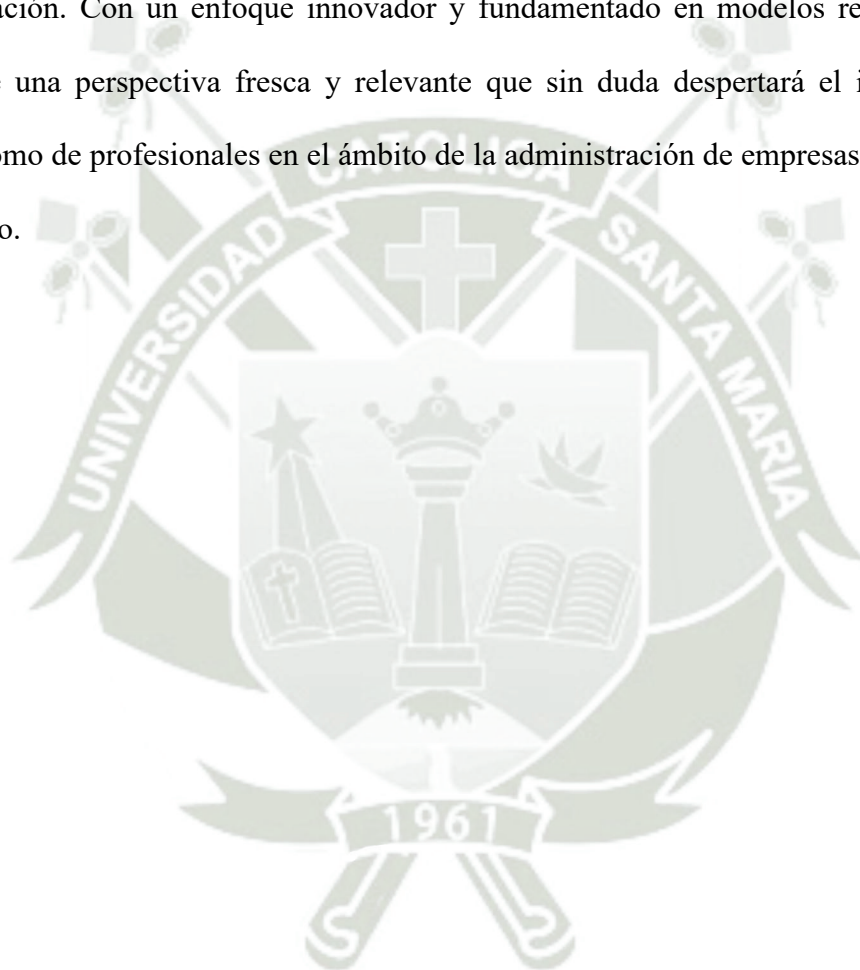 ación. Con un enfoque innovador y fundamentado en modelos re
e una perspectiva fresca y relevante que sin duda despertará el i
omo de profesionales en el ámbito de la administración de empresas
o.
UNIVERSIDAD CATOLICA SANTA MARIA
1961